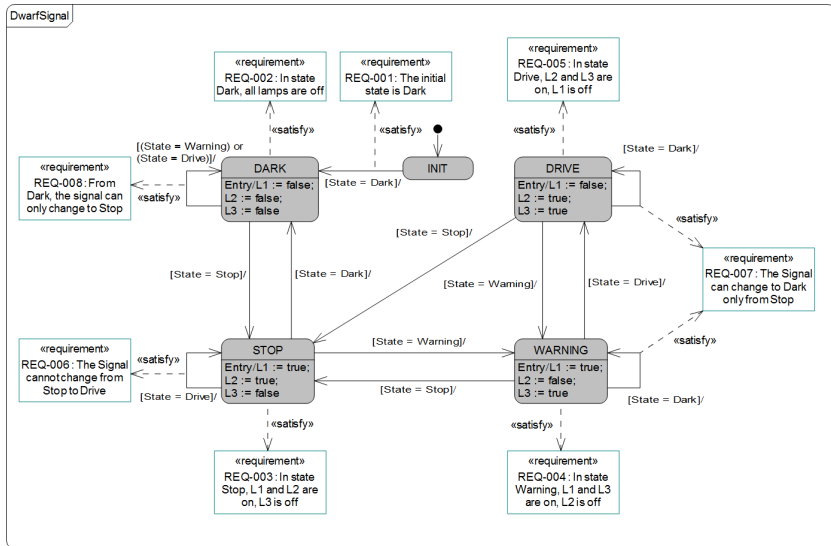 DwarfSignal
«requirement»
REQ-002 : In state
Dark, all lamps are off
«requirement»
REQ-001 : The initial
state is Dark
«requirement»
REQ-005 : In state
Drive, L2 and L3 are
on, L1 is off
«satisfy»
«satisfy»
«satisfy»
[(State = Warning) or
(State = Drive)]/
[State = Dark]/
«requirement»
REQ-008 : From
Dark, the signal can
only change to Stop
«satisfy»
DARK
Entry/L1 := false;
L2 := false;
L3 := false
[State = Dark]/
INIT
DRIVE
Entry/L1 := false;
L2 := true;
L3 := true
«satisfy»
[State = Stop]/
[State = Stop]/
[State = Dark]/
[State = Warning]/
[State = Drive]/
«requirement»
REQ-007 : The Signal
can change to Dark
only from Stop
«requirement»
REQ-006 : The Signal
cannot change from
Stop to Drive
«satisfy»
[State = Drive]/
STOP
Entry/L1 := true;
L2 := true;
L3 := false
[State = Warning]/
[State = Stop]/
WARNING
Entry/L1 := true;
L2 := false;
L3 := true
«satisfy»
[State = Dark]/
«satisfy»
«satisfy»
«requirement»
REQ-003 : In state
Stop, L1 and L2 are
on, L3 is off
«requirement»
REQ-004 : In state
Warning, L1 and L3
are on, L2 is off